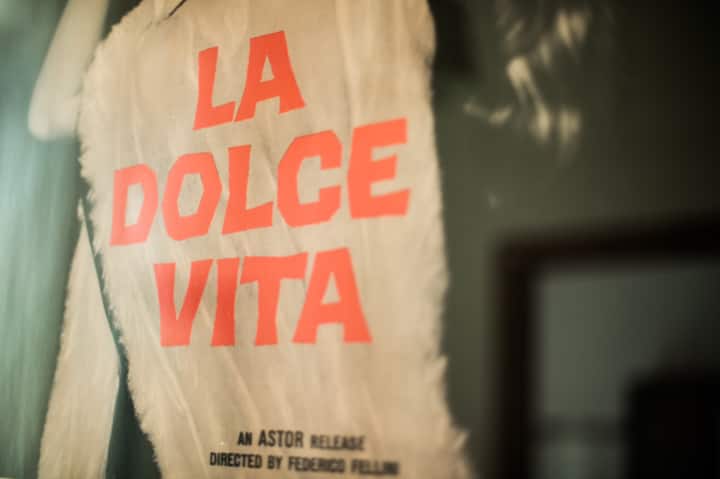 LA
DOLCE
VITA
AN ASTOR RELEASE
DIRECTED BY FEDERICO FELLINI